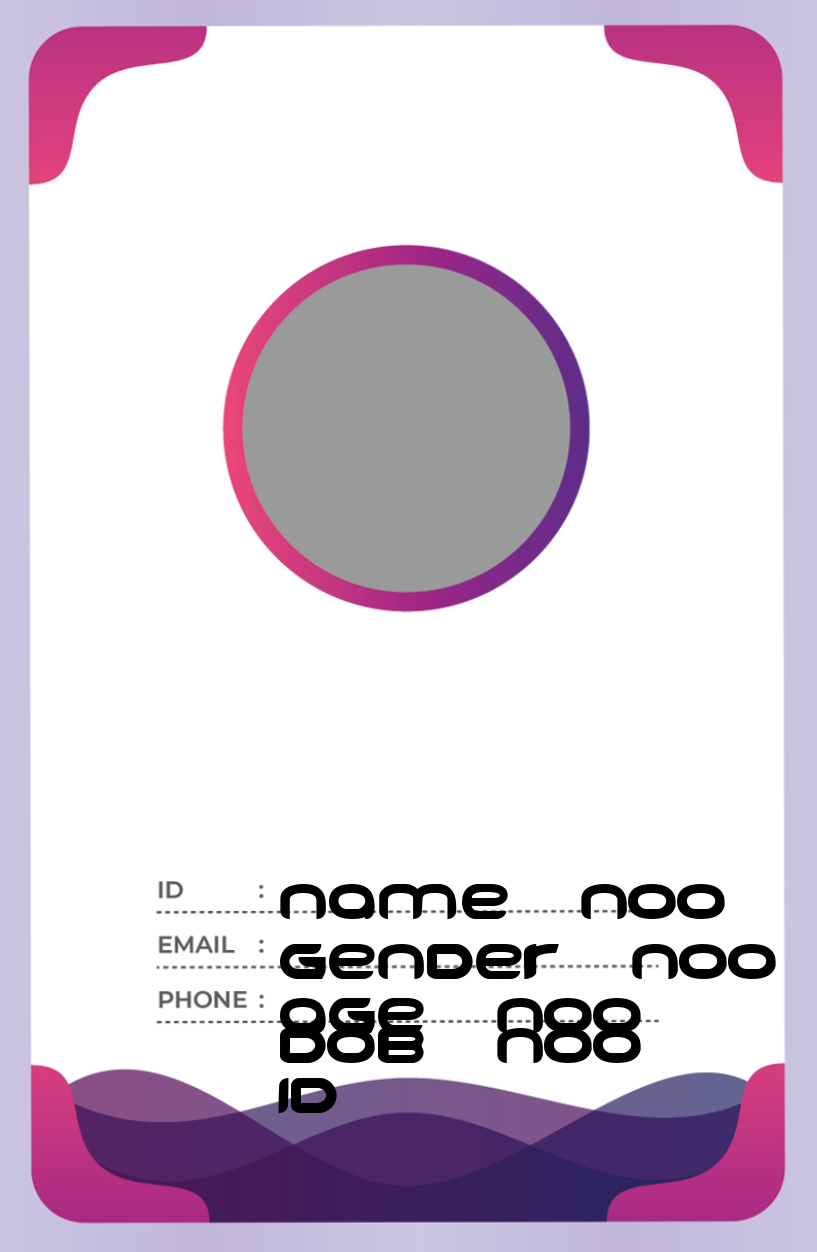 ID : name noo
EMAIL : Gender noo
PHONE : age noo
DOB noo
ID